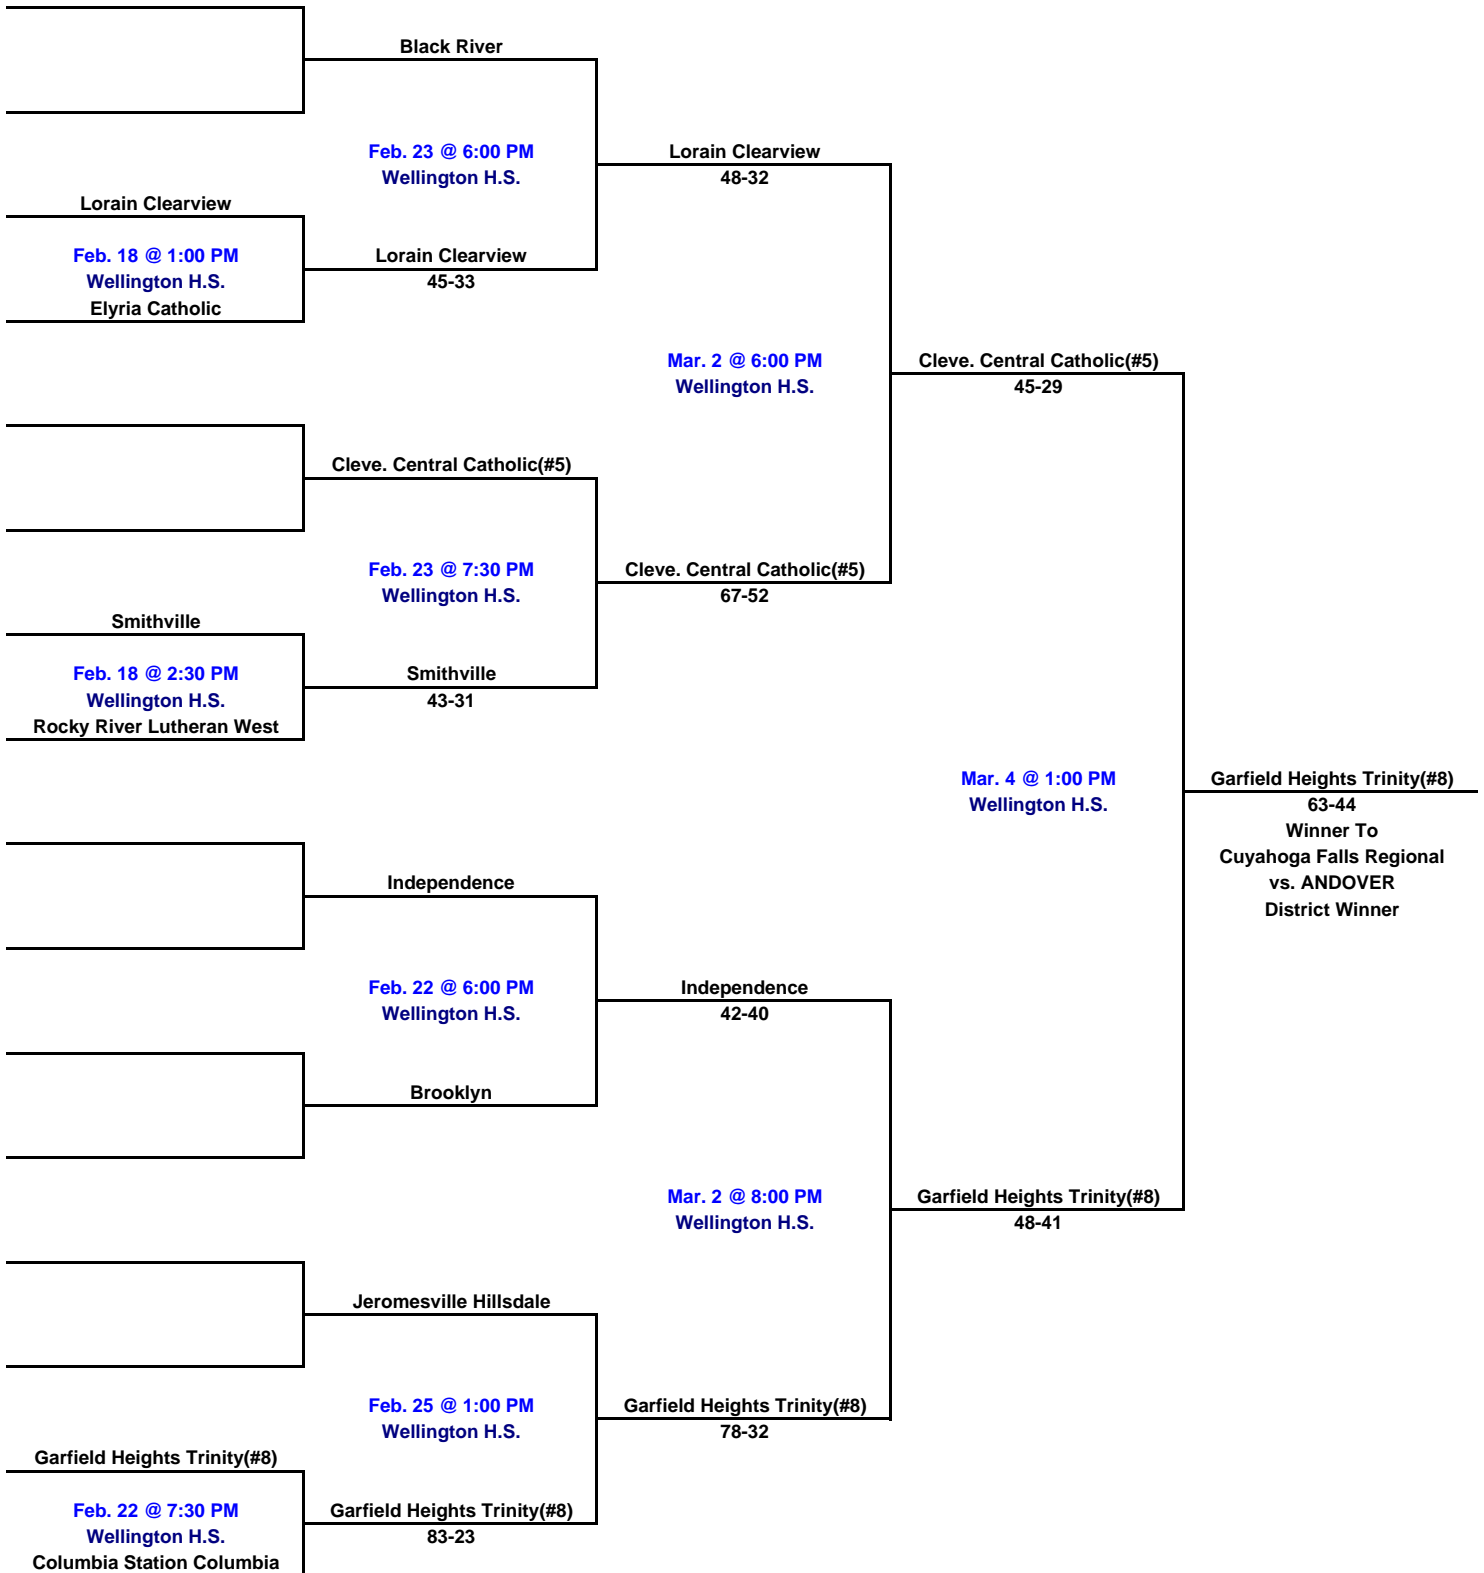 Black River
Feb. 23 @ 6:00 PM
Wellington H.S.
Lorain Clearview
48-32
Lorain Clearview
Feb. 18 @ 1:00 PM
Wellington H.S.
Elyria Catholic
Lorain Clearview
45-33
Mar. 2 @ 6:00 PM
Wellington H.S.
Cleve. Central Catholic(#5)
45-29
Cleve. Central Catholic(#5)
Feb. 23 @ 7:30 PM
Wellington H.S.
Cleve. Central Catholic(#5)
67-52
Smithville
Feb. 18 @ 2:30 PM
Wellington H.S.
Rocky River Lutheran West
Smithville
43-31
Mar. 4 @ 1:00 PM
Wellington H.S.
Garfield Heights Trinity(#8)
63-44
Winner To
Cuyahoga Falls Regional
vs. ANDOVER
District Winner
Independence
Feb. 22 @ 6:00 PM
Wellington H.S.
Independence
42-40
Brooklyn
Mar. 2 @ 8:00 PM
Wellington H.S.
Garfield Heights Trinity(#8)
48-41
Jeromesville Hillsdale
Feb. 25 @ 1:00 PM
Wellington H.S.
Garfield Heights Trinity(#8)
78-32
Garfield Heights Trinity(#8)
Feb. 22 @ 7:30 PM
Wellington H.S.
Columbia Station Columbia
Garfield Heights Trinity(#8)
83-23